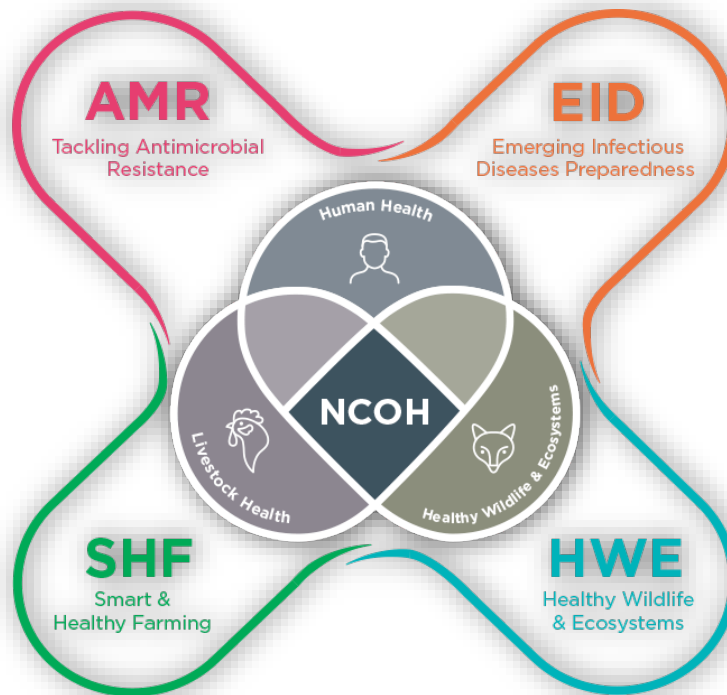 AMR
Tackling Antimicrobial
Resistance
EID
Emerging Infectious
Diseases Preparedness
Human Health
NCOH
Livestock Health
Healthy Wildlife & Ecosystems
SHF
Smart &
Healthy Farming
HWE
Healthy Wildlife
& Ecosystems